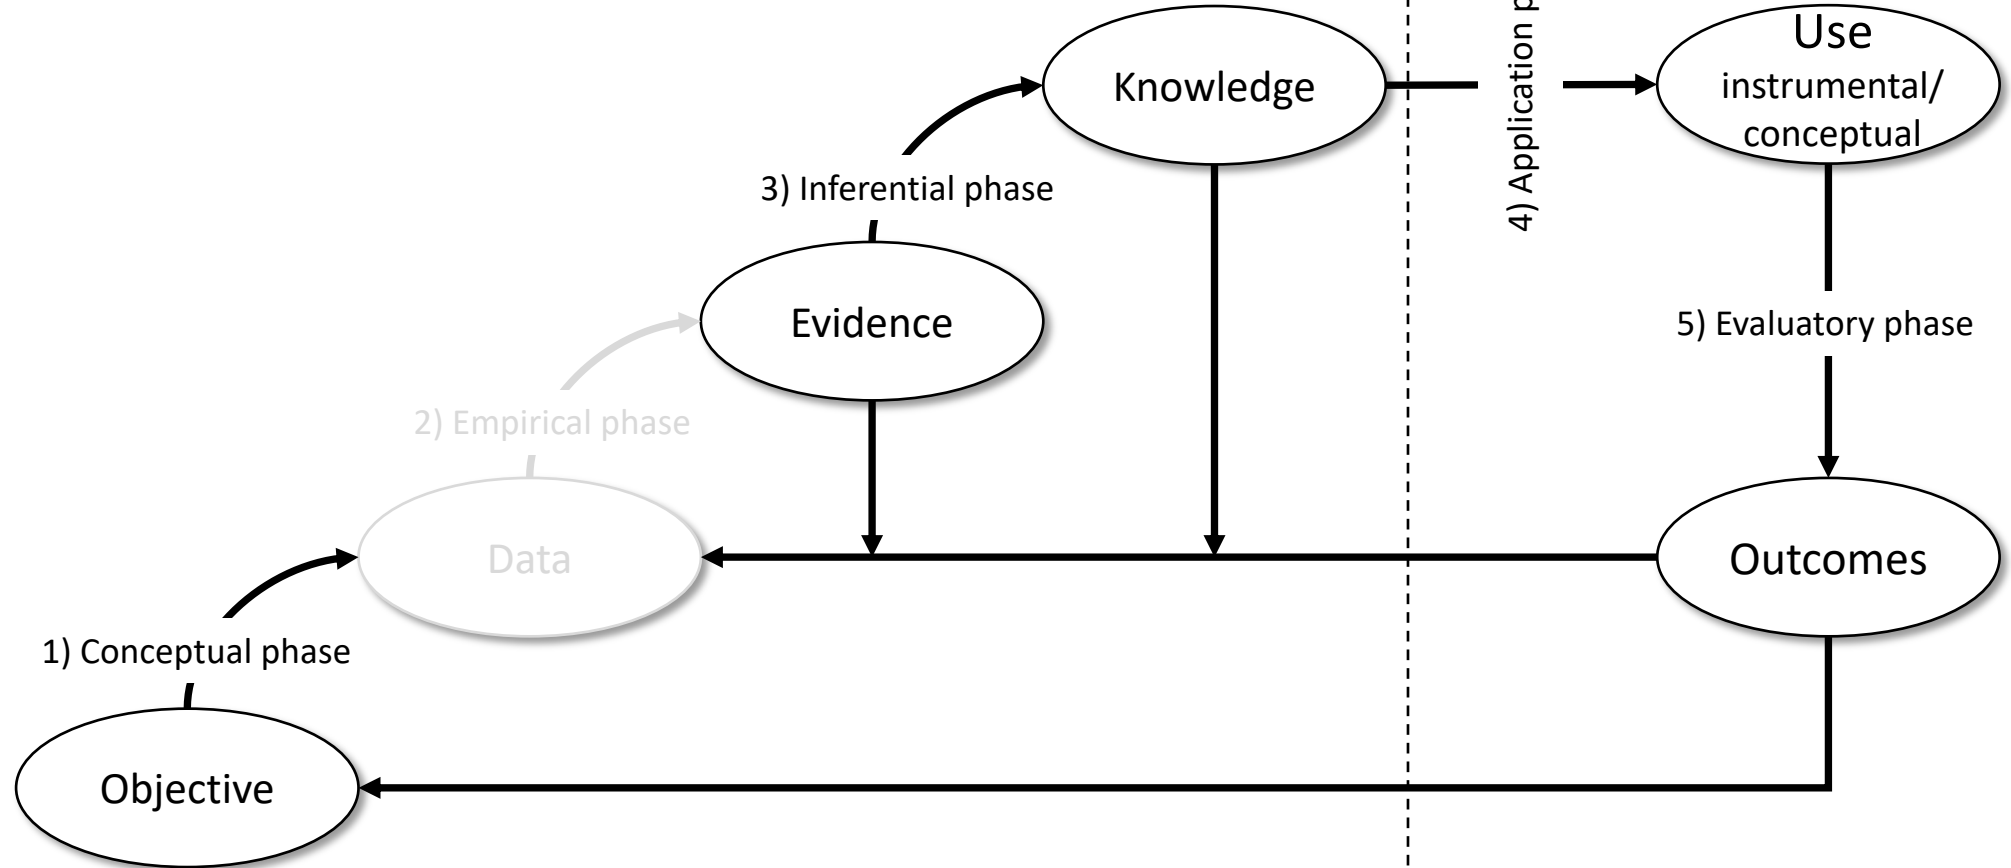 Use
instrumental/
conceptual
Knowledge
4) Application
3) Inferential phase
Evidence
5) Evaluatory phase
2) Empirical phase
Data
Outcomes
1) Conceptual phase
Objective